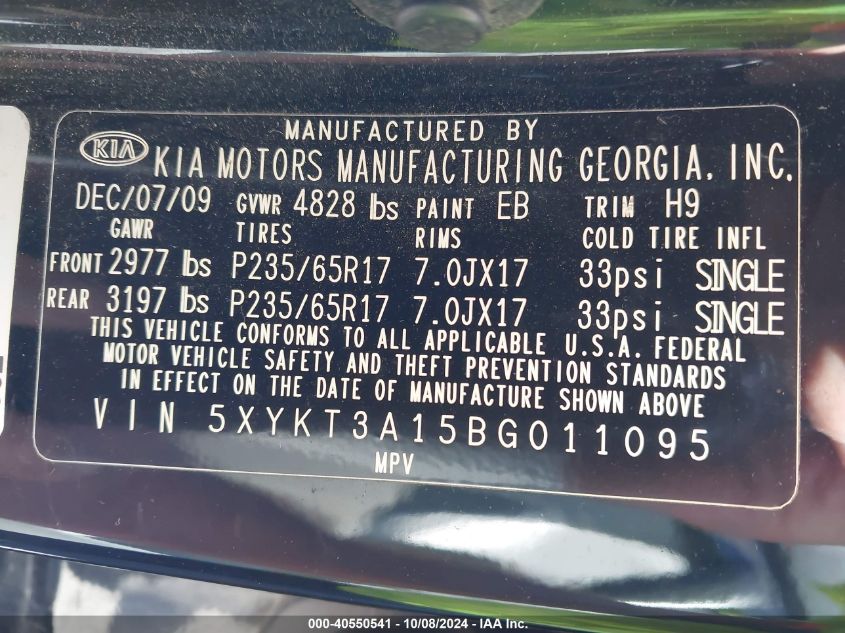 MANUFACTURED BY
KIA KIA MOTORS MANUFACTURING GEORGIA, INC.
DEC/07/09 GVWR 4828 lbs PAINT EB TRIM H9
GAWR TIRES RIMS COLD TIRE INFL
FRONT 2977 lbs P235/65R17 7.0JX17 33psi SINGLE
REAR 3197 lbs P235/65R17 7.0JX17 33psi SINGLE
THIS VEHICLE CONFORMS TO ALL APPLICABLE U.S.A. FEDERAL
MOTOR VEHICLE SAFETY AND THEFT PREVENTION STANDARDS
IN EFFECT ON THE DATE OF MANUFACTURE SHOWN ABOVE
VIN 5XYKT3A15BG011095
MPV
000-40550541 - 10/08/2024 - IAA Inc.